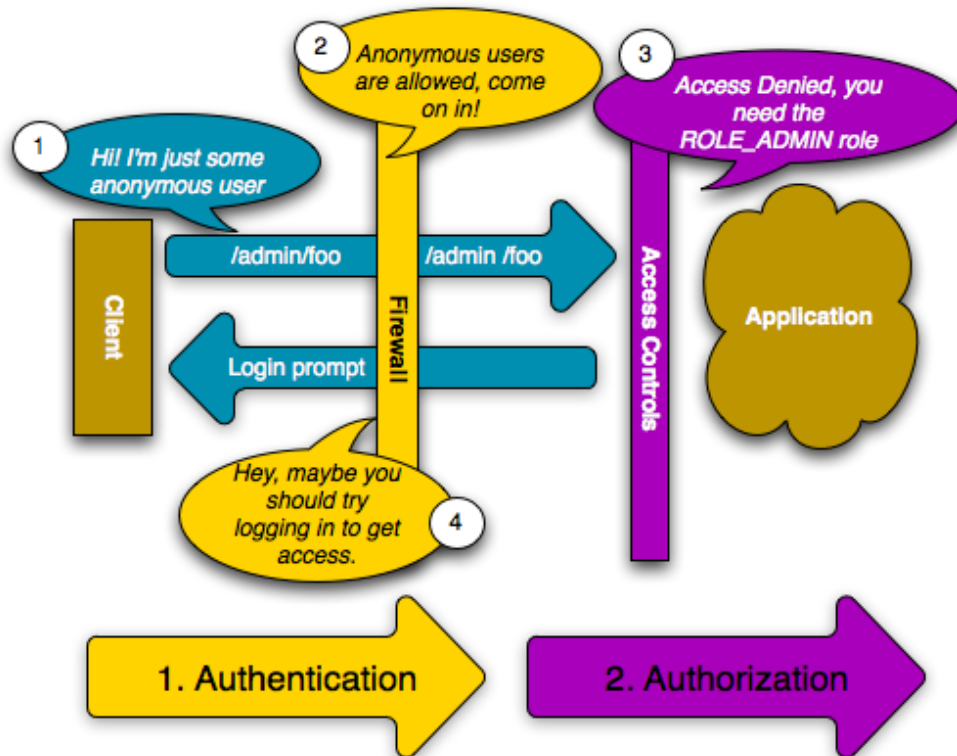 1
Hi! I'm just some
anonymous user
2
Anonymous users
are allowed, come
on in!
3
Access Denied, you
need the
ROLE_ADMIN role
Client
/admin/foo
Firewall
/admin /foo
Access Controls
Application
Login prompt
Hey, maybe you
should try
logging in to get
access.
4
1. Authentication
2. Authorization